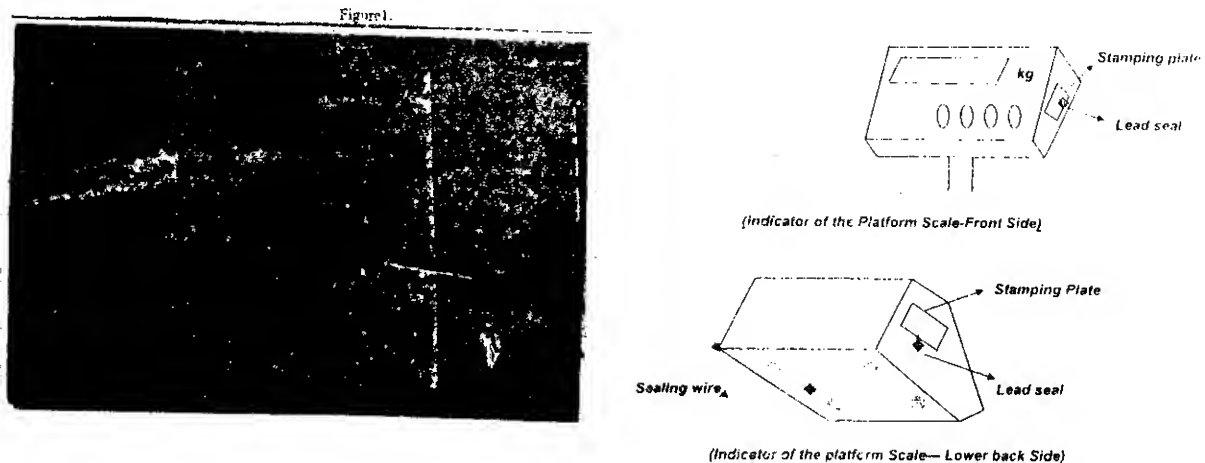 Figure1.
kg
Stamping plate
Lead seal
(Indicator of the Platform Scale-Front Side)
Stamping Plate
Sealing wire
Lead seal
(Indicator of the platform Scale— Lower back Side)